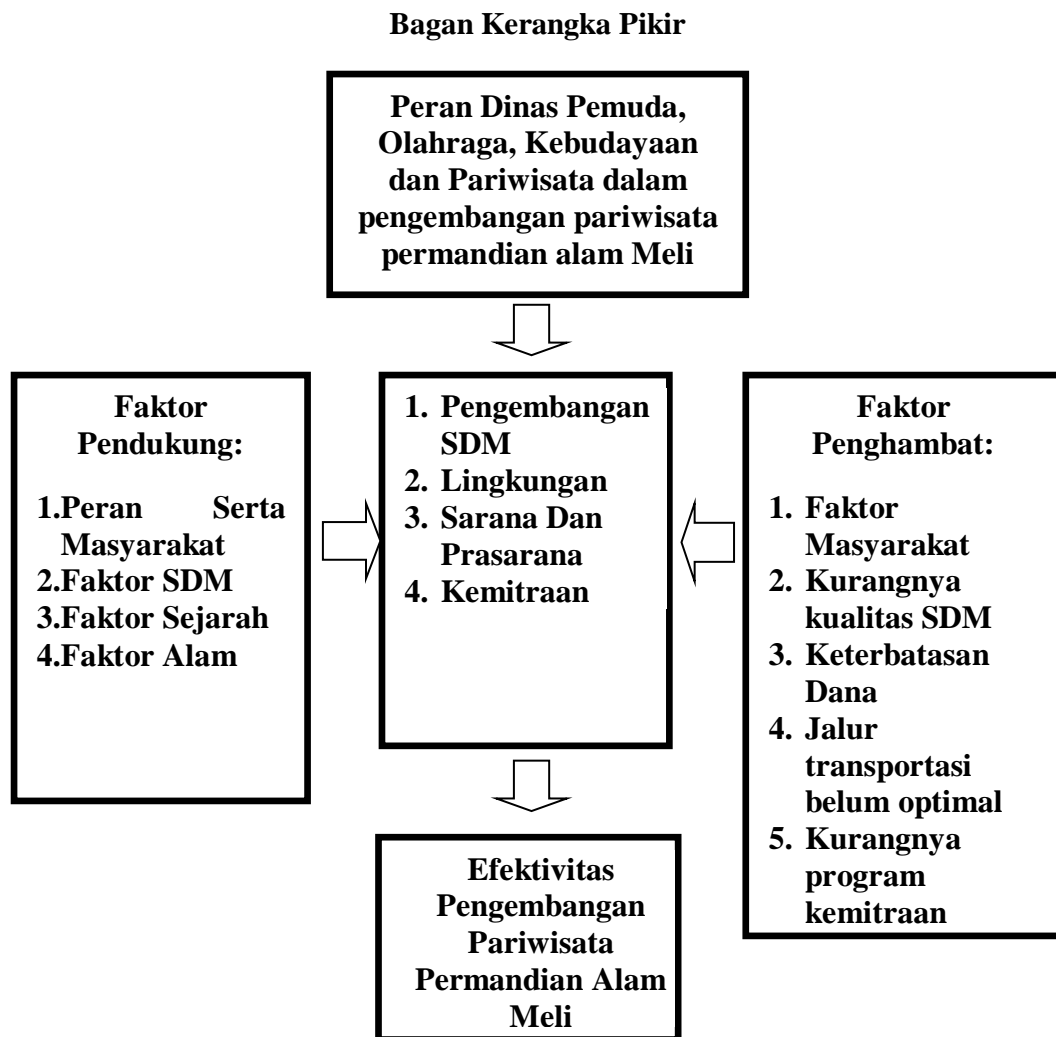 Bagan Kerangka Pikir
Peran Dinas Pemuda,
Olahraga, Kebudayaan
dan Pariwisata dalam
pengembangan pariwisata
permandian alam Meli
Faktor
Pendukung:
1.Peran Serta
Masyarakat
2.Faktor SDM
3.Faktor Sejarah
4.Faktor Alam
1. Pengembangan
SDM
2. Lingkungan
3. Sarana Dan
Prasarana
4. Kemitraan
Faktor
Penghambat:
1. Faktor
Masyarakat
2. Kurangnya
kualitas SDM
3. Keterbatasan
Dana
4. Jalur
transportasi
belum optimal
5. Kurangnya
program
kemitraan
Efektivitas
Pengembangan
Pariwisata
Permandian Alam
Meli